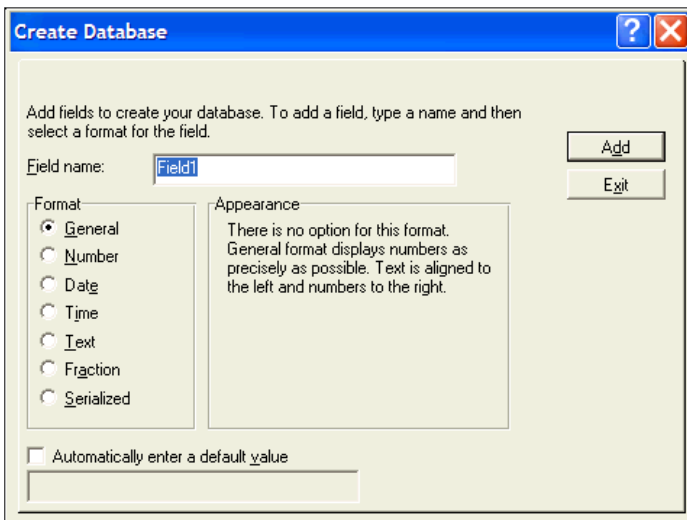 Create Database
Add fields to create your database. To add a field, type a name and then
select a format for the field.
Field name:
Field1
Add
Exit
Format
General
Number
Date
Time
Text
Fraction
Serialized
Appearance
There is no option for this format.
General format displays numbers as
precisely as possible. Text is aligned to
the left and numbers to the right.
Automatically enter a default value